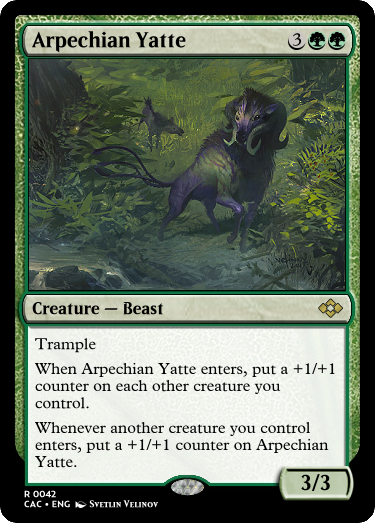 Arpechian Yatte 3
Creature — Beast
Trample
When Arpechian Yatte enters, put a +1/+1
counter on each other creature you
control.
Whenever another creature you control
enters, put a +1/+1 counter on Arpechian
Yatte.
3/3
R 0042
CAC • ENG Svetlin Velinov